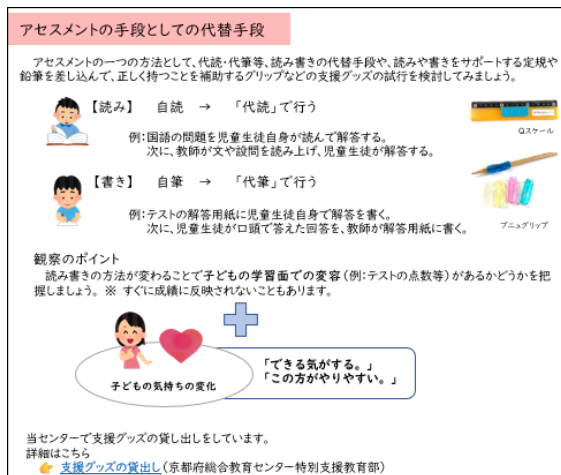 アセスメントの手段としての代替手段
アセスメントの一つの方法として、代読・代筆等、読み書きの代替手段や、読みや書きをサポートする定規や
鉛筆を差し込んで、正しく持つことを補助するグリップなどの支援グッズの試行を検討してみましょう。
【読み】 自読 → 「代読」で行う
例:国語の問題を児童生徒自身が読んで解答する。
次に、教師が文や設問を読み上げ、児童生徒が解答する。
Qスケール
【書き】 自筆 → 「代筆」で行う
例:テストの解答用紙に児童生徒自身で解答を書く。
次に、児童生徒が口頭で答えた回答を、教師が解答用紙に書く。
プニュグリップ
観察のポイント
読み書きの方法が変わることで子どもの学習面での変容(例:テストの点数等)があるかどうかを把
握しましょう。 ※ すぐに成績に反映されないこともあります。
「できる気がする。」
「この方がやりやすい。」
子どもの気持ちの変化
当センターで支援グッズの貸し出しをしています。
詳細はこちら
支援グッズの貸出し(京都府総合教育センター特別支援教育部)